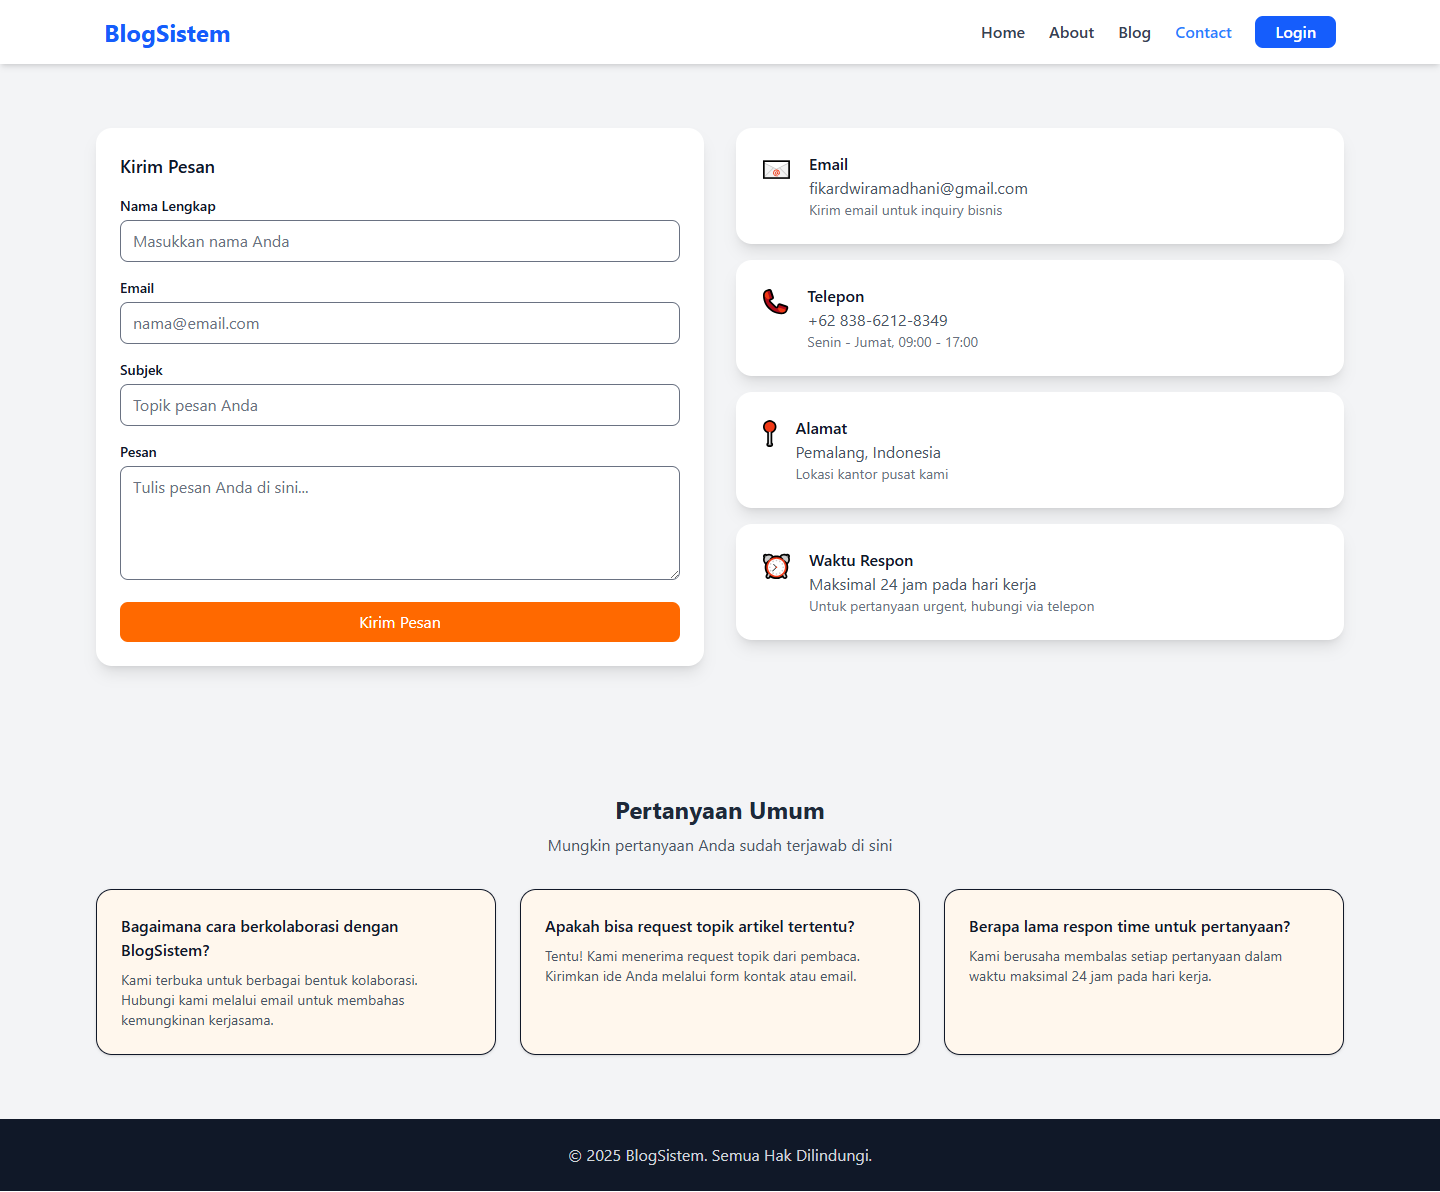 BlogSistem
Home
About
Blog
Contact
Login
Kirim Pesan
Nama Lengkap
Masukkan nama Anda
Email
nama@email.com
Subjek
Topik pesan Anda
Pesan
Tulis pesan Anda di sini...
Kirim Pesan
Email
fikardwiramadhani@gmail.com
Kirim email untuk inquiry bisnis
Telepon
+62 838-6212-8349
Senin - Jumat, 09:00 - 17:00
Alamat
Pemalang, Indonesia
Lokasi kantor pusat kami
Waktu Respon
Maksimal 24 jam pada hari kerja
Untuk pertanyaan urgent, hubungi via telepon
Pertanyaan Umum
Mungkin pertanyaan Anda sudah terjawab di sini
Bagaimana cara berkolaborasi dengan
BlogSistem?
Kami terbuka untuk berbagai bentuk kolaborasi.
Hubungi kami melalui email untuk membahas
kemungkinan kerjasama.
Apakah bisa request topik artikel tertentu?
Tentu! Kami menerima request topik dari pembaca.
Kirimkan ide Anda melalui form kontak atau email.
Berapa lama respon time untuk pertanyaan?
Kami berusaha membalas setiap pertanyaan dalam
waktu maksimal 24 jam pada hari kerja.
© 2025 BlogSistem. Semua Hak Dilindungi.